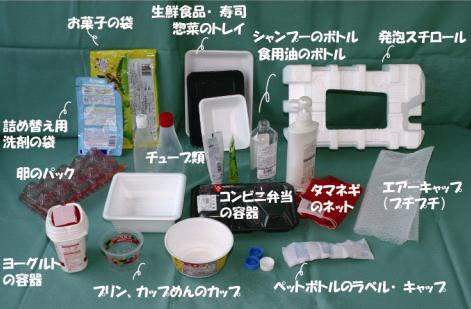 お菓子の袋
生鮮食品・寿司
惣菜のトレイ
シャンプーのボトル
食用油のボトル
発泡スチロール
詰め替え用
洗剤の袋
チューブ類
卵のパック
コンビニ弁当
の容器
タマネギ
のネット
エアーキャップ
(プチプチ)
ヨーグルト
の容器
プリン、カップめんのカップ
ペットボトルのラベル・キャップ